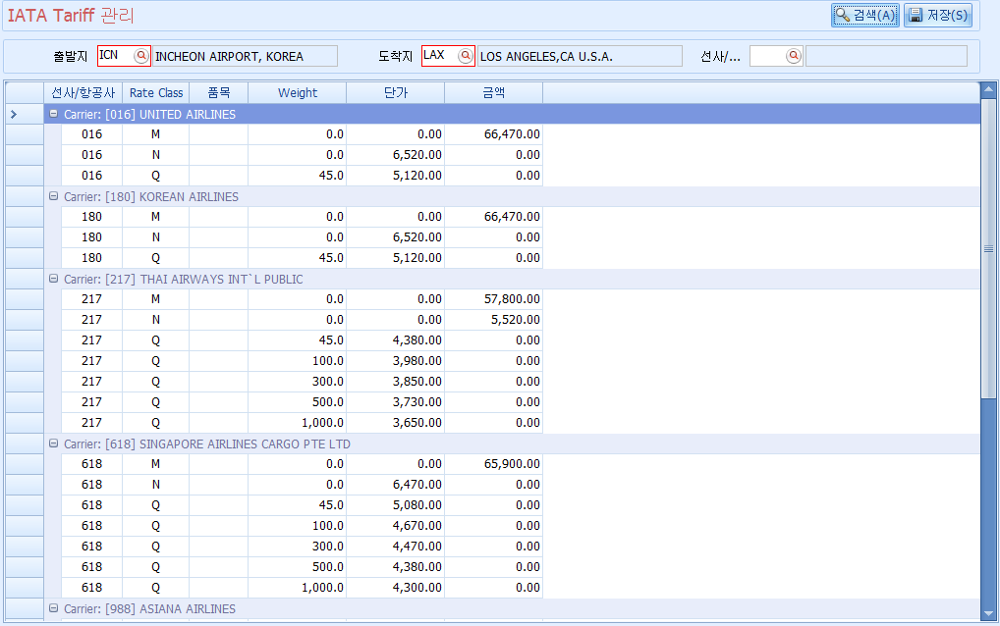 IATA Tariff 관리 검색(A) 저장(S)
출발지 ICN INCHEON AIRPORT, KOREA 도착지 LAX LOS ANGELES,CA U.S.A. 선사/...
선사/항공사 Rate Class 품목 Weight 단가 금액
Carrier: [016] UNITED AIRLINES
016 M 0.0 0.00 66,470.00
016 N 0.0 6,520.00 0.00
016 Q 45.0 5,120.00 0.00
Carrier: [180] KOREAN AIRLINES
180 M 0.0 0.00 66,470.00
180 N 0.0 6,520.00 0.00
180 Q 45.0 5,120.00 0.00
Carrier: [217] THAI AIRWAYS INT`L PUBLIC
217 M 0.0 0.00 57,800.00
217 N 0.0 0.00 5,520.00
217 Q 45.0 4,380.00 0.00
217 Q 100.0 3,980.00 0.00
217 Q 300.0 3,850.00 0.00
217 Q 500.0 3,730.00 0.00
217 Q 1,000.0 3,650.00 0.00
Carrier: [618] SINGAPORE AIRLINES CARGO PTE LTD
618 M 0.0 0.00 65,900.00
618 N 0.0 6,470.00 0.00
618 Q 45.0 5,080.00 0.00
618 Q 100.0 4,670.00 0.00
618 Q 300.0 4,470.00 0.00
618 Q 500.0 4,380.00 0.00
618 Q 1,000.0 4,300.00 0.00
Carrier: [988] ASIANA AIRLINES